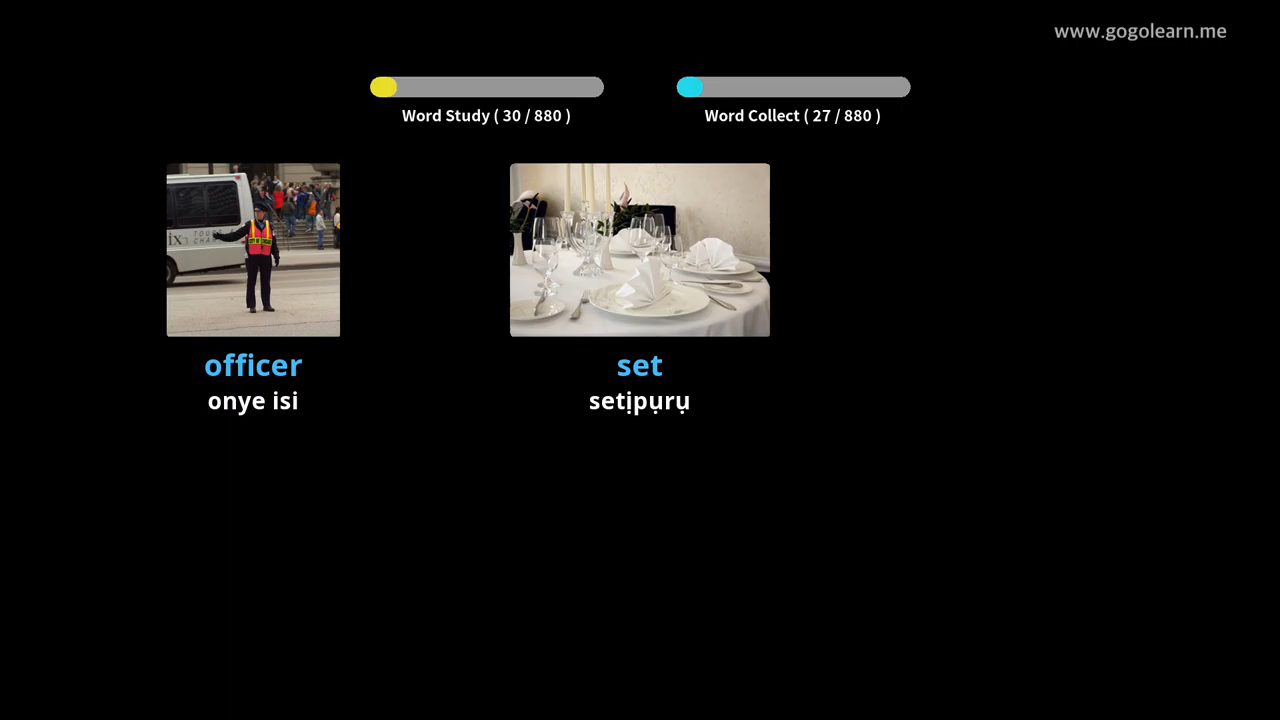 www.gogolearn.me
Word Study ( 30 / 880 )
Word Collect ( 27 / 880 )
officer
onye isi
set
setịpụrụ